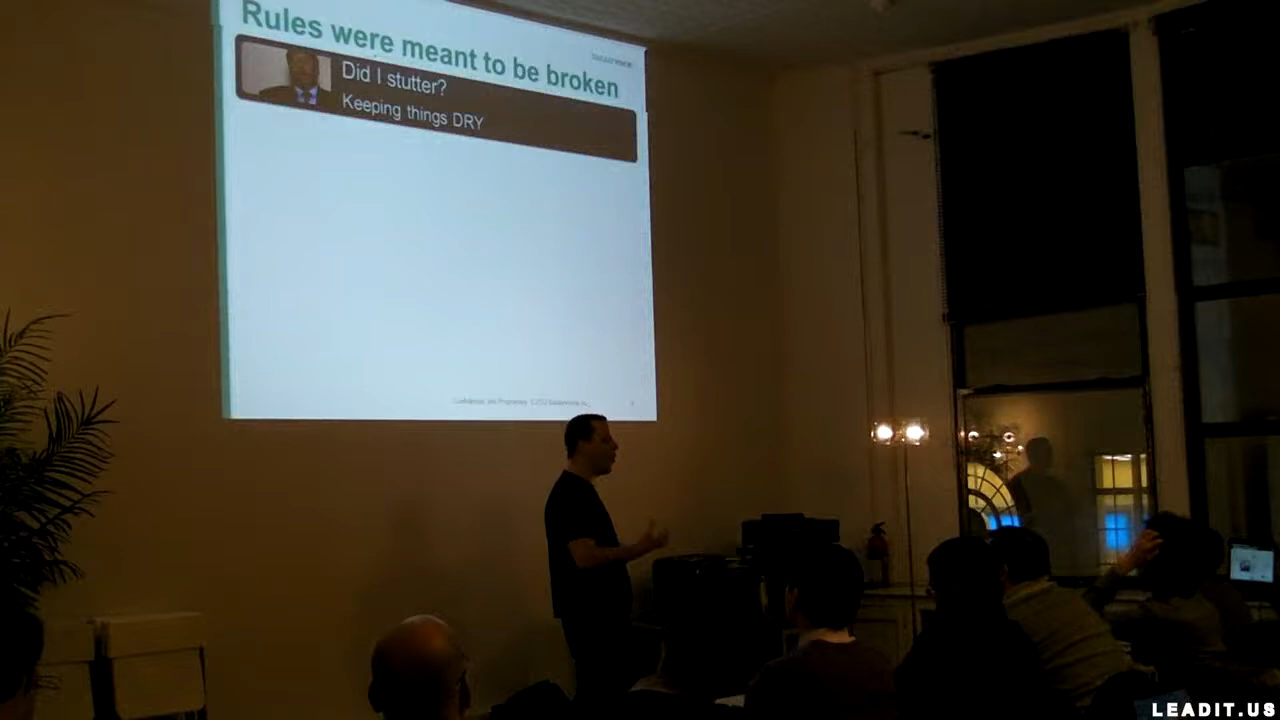 Rules were meant to be broken
Did I stutter?
Keeping things DRY
LEADIT.US